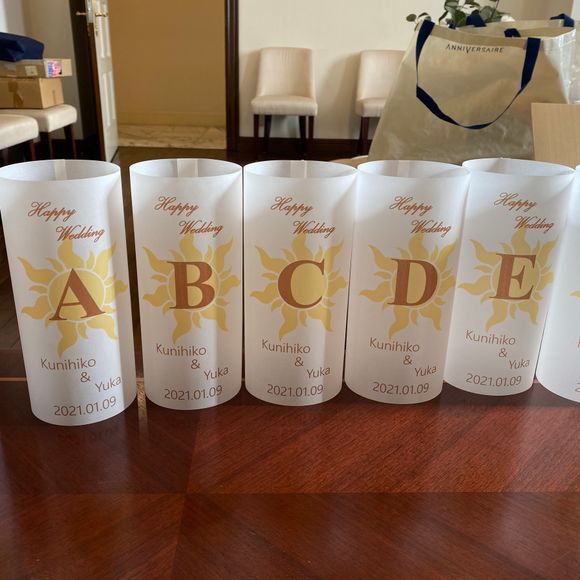 ANNIVERSAIRE
Happy
Wedding
A
Kunihiko
&
Yuka
2021.01.09
Happy
Wedding
B
Kunihiko
&
Yuka
2021.01.09
Happy
Wedding
C
Kunihiko
&
Yuka
2021.01.09
Happy
Wedding
D
Kunihiko
&
Yuka
2021.01.09
Happy
Wedding
E
Kunihiko
&
Yuka
2021.01.09